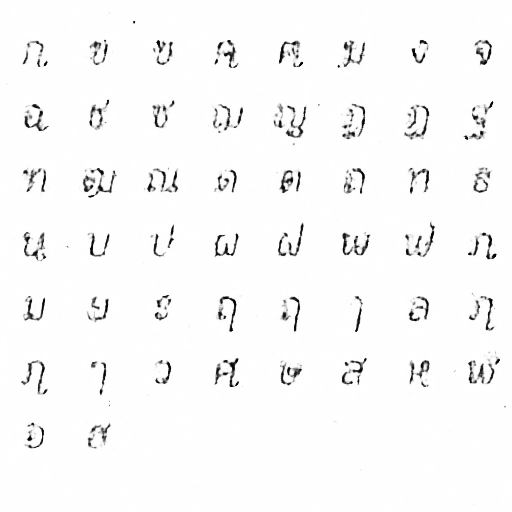 ก ข ฃ ค ฅ ฆ ง จ
ฉ ช ซ ฌ ญ ฎ ฏ ฐ
ฑ ฒ ณ ด ต ถ ท ธ
น บ ป ผ ฝ พ ฟ ภ
ม ย ร ฤ ฤ ๅ ล ฦ
ฦ ๅ ว ศ ษ ส ห ฬ
อ ฮ